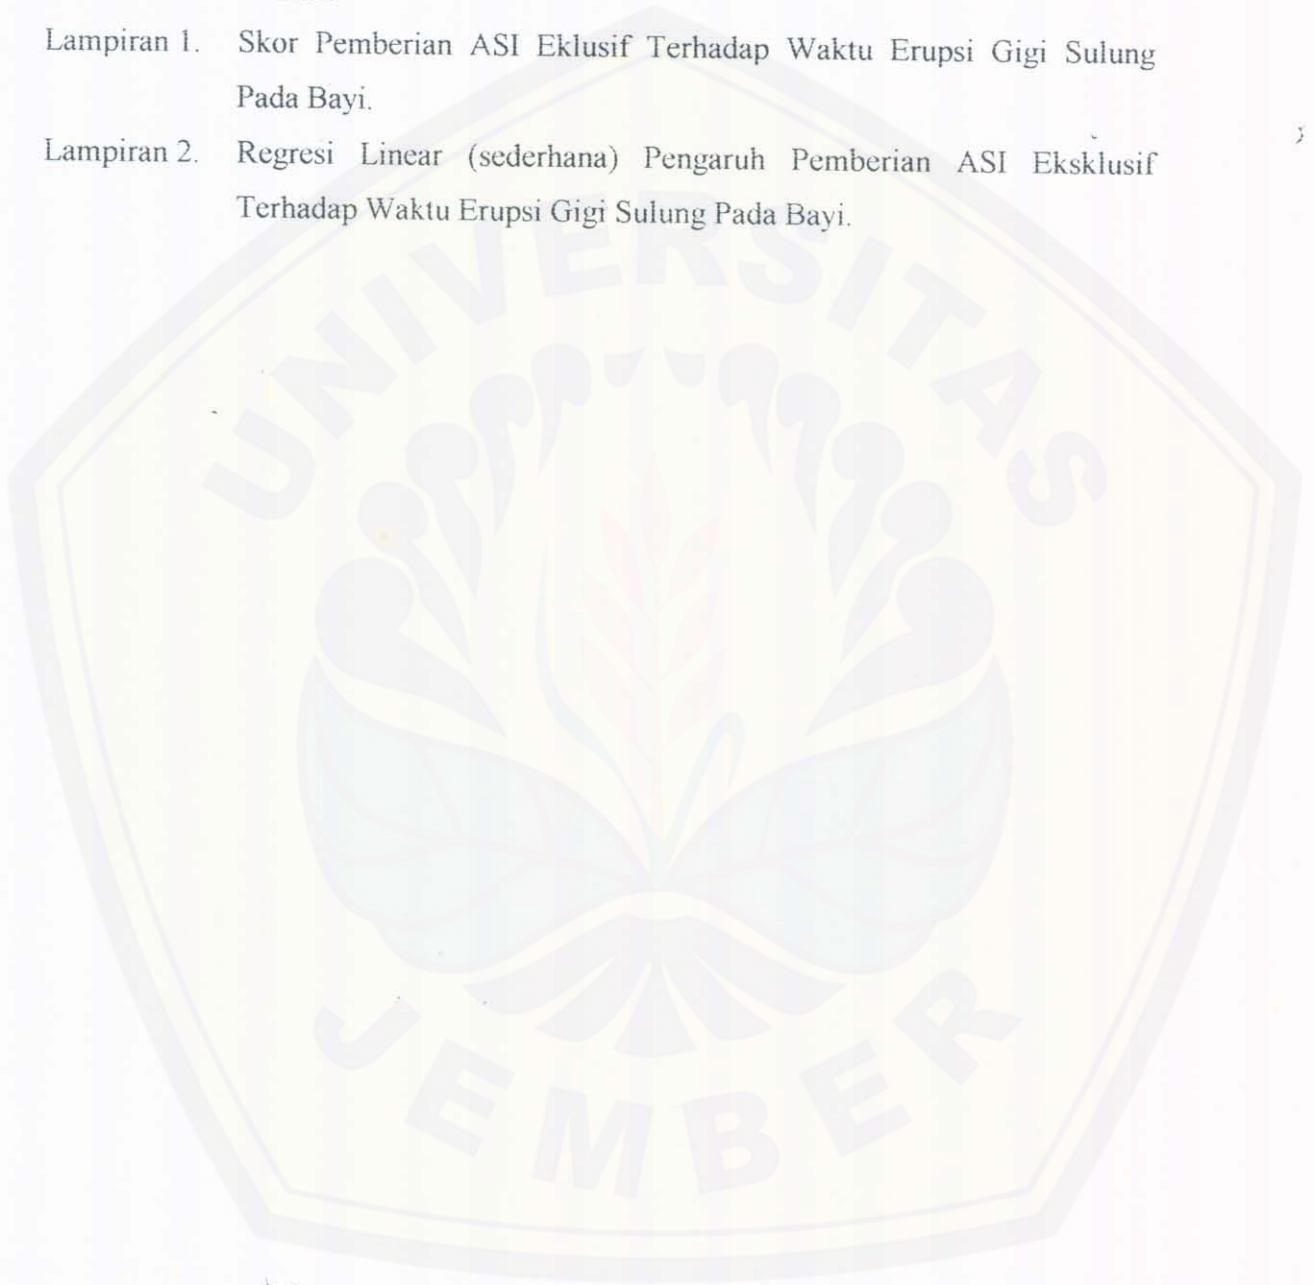 Lampiran 1. Skor Pemberian ASI Eklusif Terhadap Waktu Erupsi Gigi Sulung
Pada Bayi.
Lampiran 2. Regresi Linear (sederhana) Pengaruh Pemberian ASI Eksklusif
Terhadap Waktu Erupsi Gigi Sulung Pada Bayi.
UNIVERSITAS
JEMBER